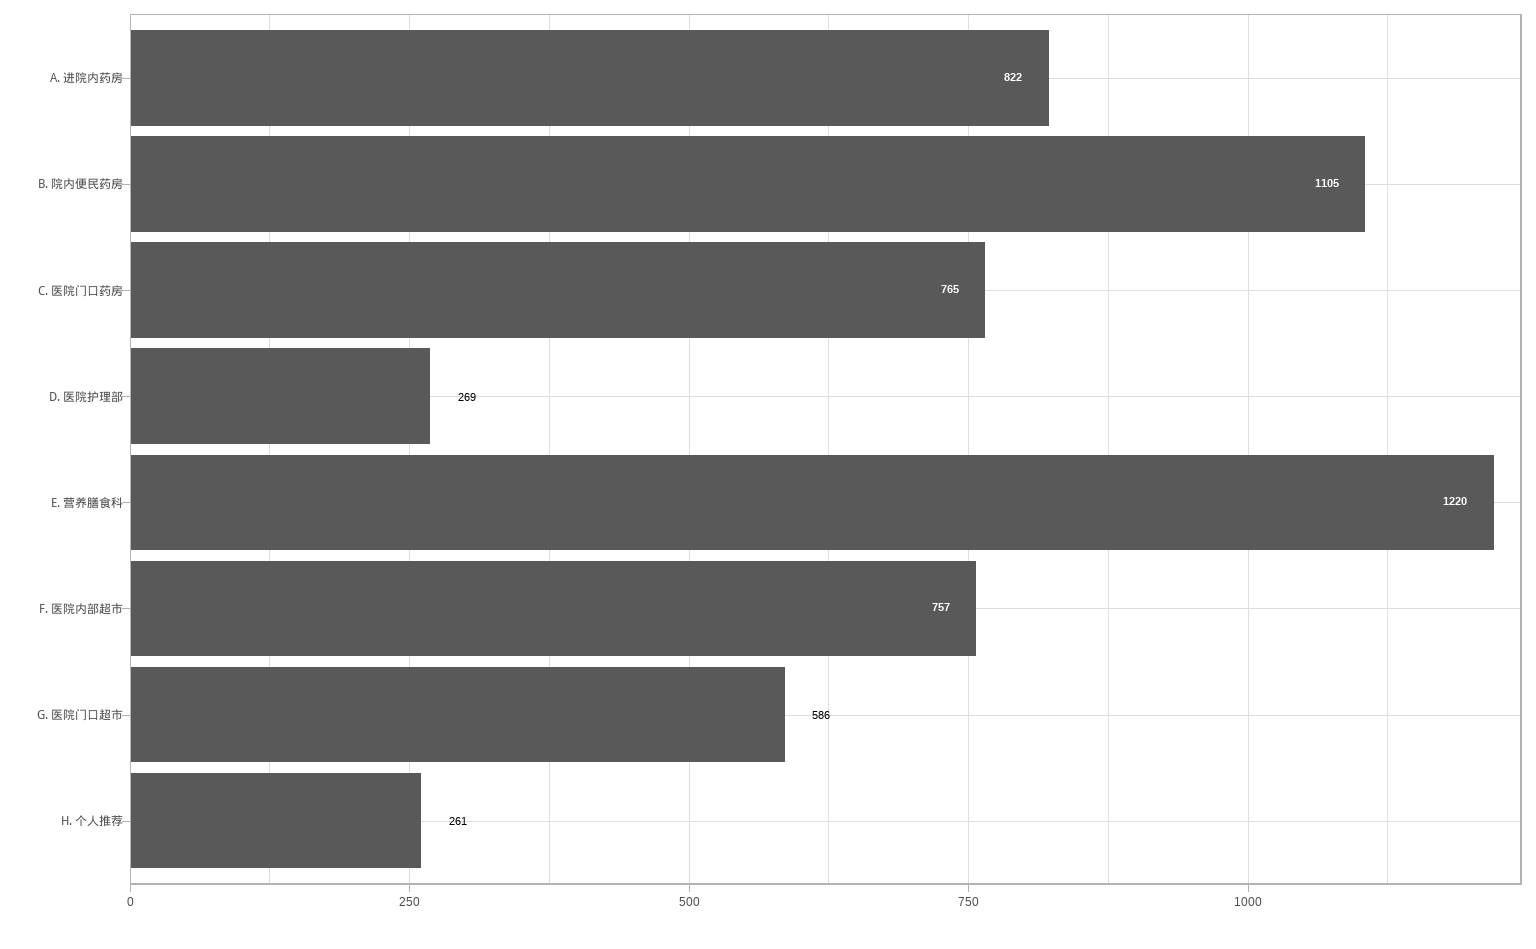 A. 进院内药房
822
B. 院内便民药房
1105
C. 医院门口药房
765
D. 医院护理部
269
E. 营养膳食科
1220
F. 医院内部超市
757
G. 医院门口超市
586
H. 个人推荐
261
0 250 500 750 1000